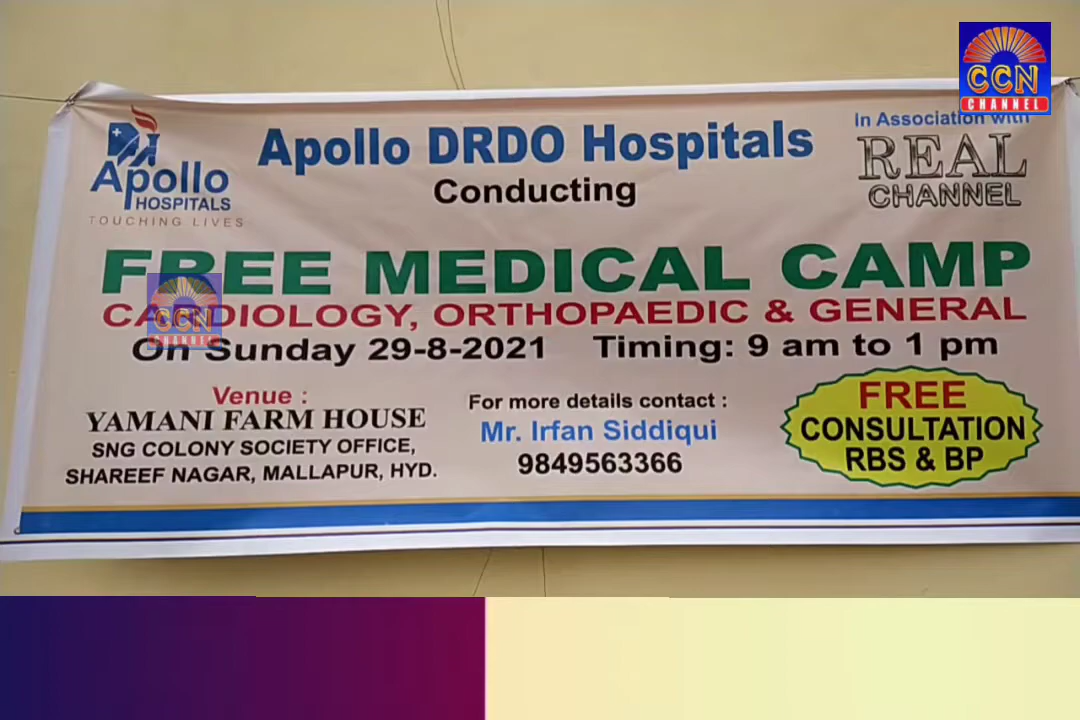 CCN
CHANNEL
Apollo
HOSPITALS
TOUCHING LIVES
Apollo DRDO Hospitals
Conducting
In Association with
REAL
CHANNEL
FREE MEDICAL CAMP
CARDIOLOGY, ORTHOPAEDIC & GENERAL
CCN
CHANNEL
On Sunday 29-8-2021 Timing: 9 am to 1 pm
Venue :
YAMANI FARM HOUSE
SNG COLONY SOCIETY OFFICE,
SHAREEF NAGAR, MALLAPUR, HYD.
For more details contact :
Mr. Irfan Siddiqui
9849563366
FREE
CONSULTATION
RBS & BP